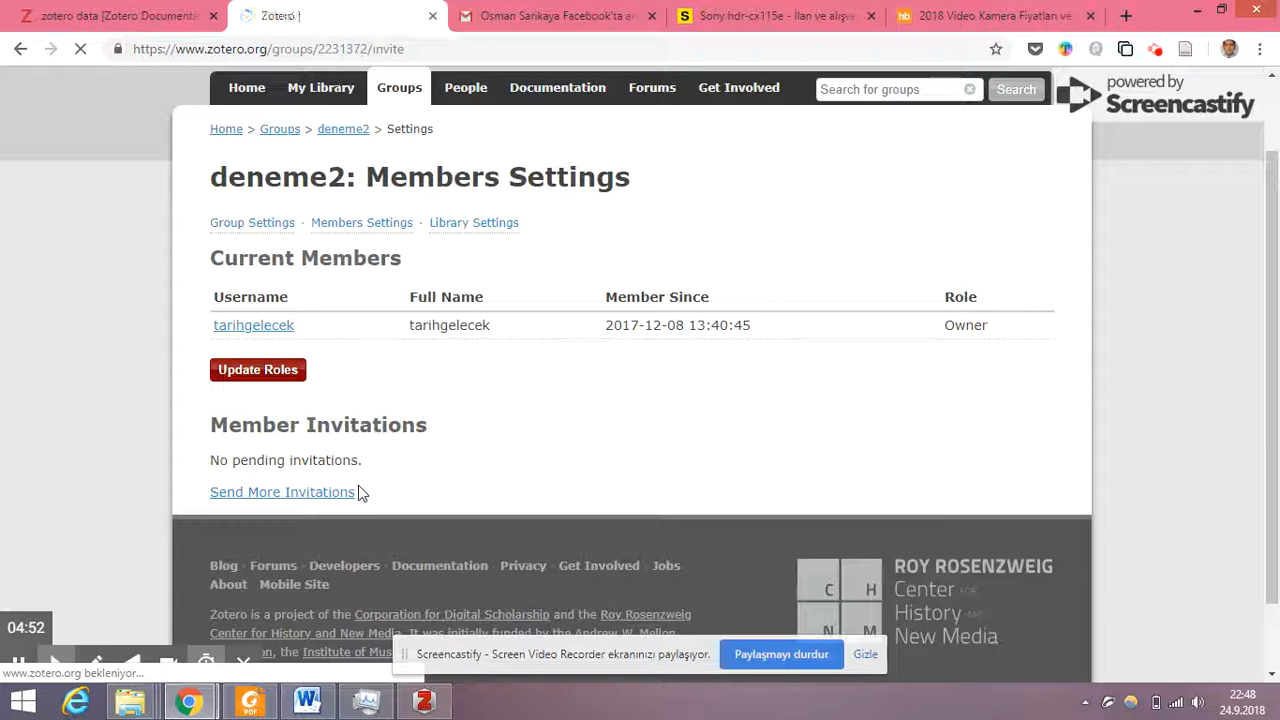 zotero data [Zotero Documenta
Zotero |
Osman Sarikaya Facebook'ta a
Sony hdr-cx115e - İlan ve alışve
2018 Video Kamera Fiyatları ve
https://www.zotero.org/groups/2231372/invite
Home My Library Groups People Documentation Forums Get Involved
Search for groups
Search
powered by
Screencastify
Home > Groups > deneme2 > Settings
deneme2: Members Settings
Group Settings · Members Settings · Library Settings
Current Members
Username Full Name Member Since Role
tarihgelecek tarihgelecek 2017-12-08 13:40:45 Owner
Update Roles
Member Invitations
No pending invitations.
Send More Invitations
Blog Forums Developers Documentation Privacy Get Involved Jobs
About Mobile Site
Zotero is a project of the Corporation for Digital Scholarship and the Roy Rosenzweig
Center for History and New Media. It was initially funded by the Andrew W. Mellon
on, the Institute of Mus
C H
N M
ROY ROSENZWEIG
Center FOR
History AND
New Media
04:52
Screencastify - Screen Video Recorder ekranınızı paylaşıyor.
Paylaşmayı durdur
Gizle
www.zotero.org bekleniyor...
22:48
24.9.2018